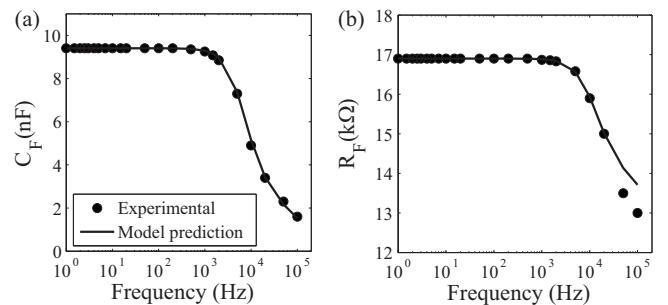 (a)
10
8
6
4
2
0
C_F(nF)
Experimental
Model prediction
10^0 10^1 10^2 10^3 10^4 10^5
Frequency (Hz)
(b)
18
17
16
15
14
13
12
R_F(kΩ)
10^0 10^1 10^2 10^3 10^4 10^5
Frequency (Hz)